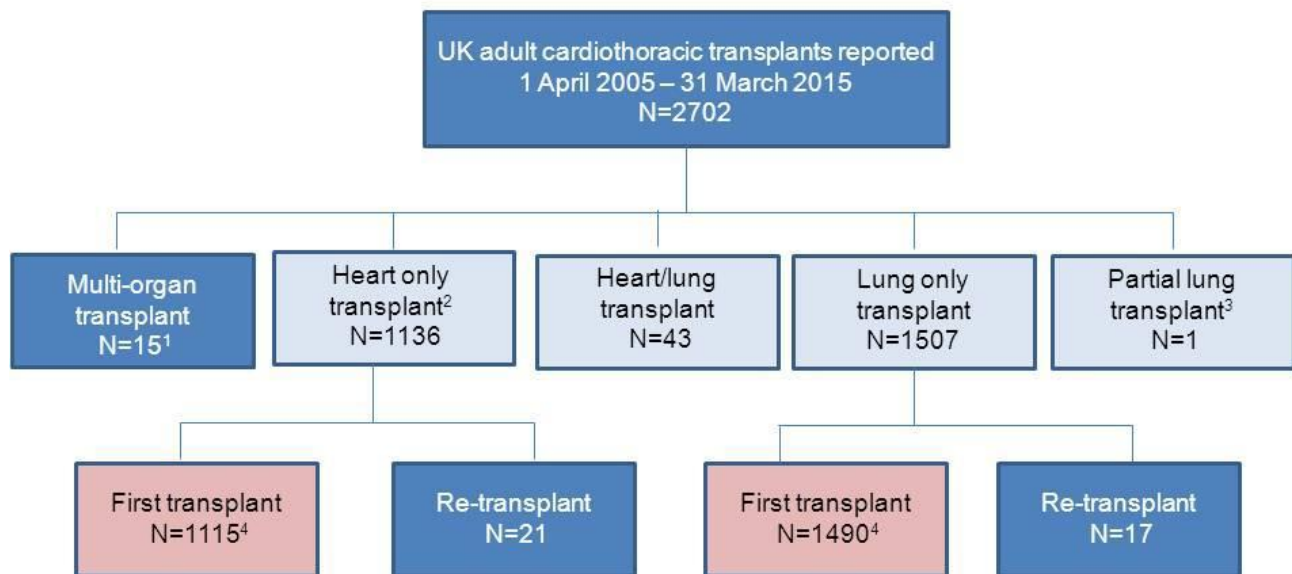 UK adult cardiothoracic transplants reported
1 April 2005 – 31 March 2015
N=2702
Multi-organ
transplant
N=15¹
Heart only
transplant²
N=1136
Heart/lung
transplant
N=43
Lung only
transplant
N=1507
Partial lung
transplant³
N=1
First transplant
N=1115⁴
Re-transplant
N=21
First transplant
N=1490⁴
Re-transplant
N=17